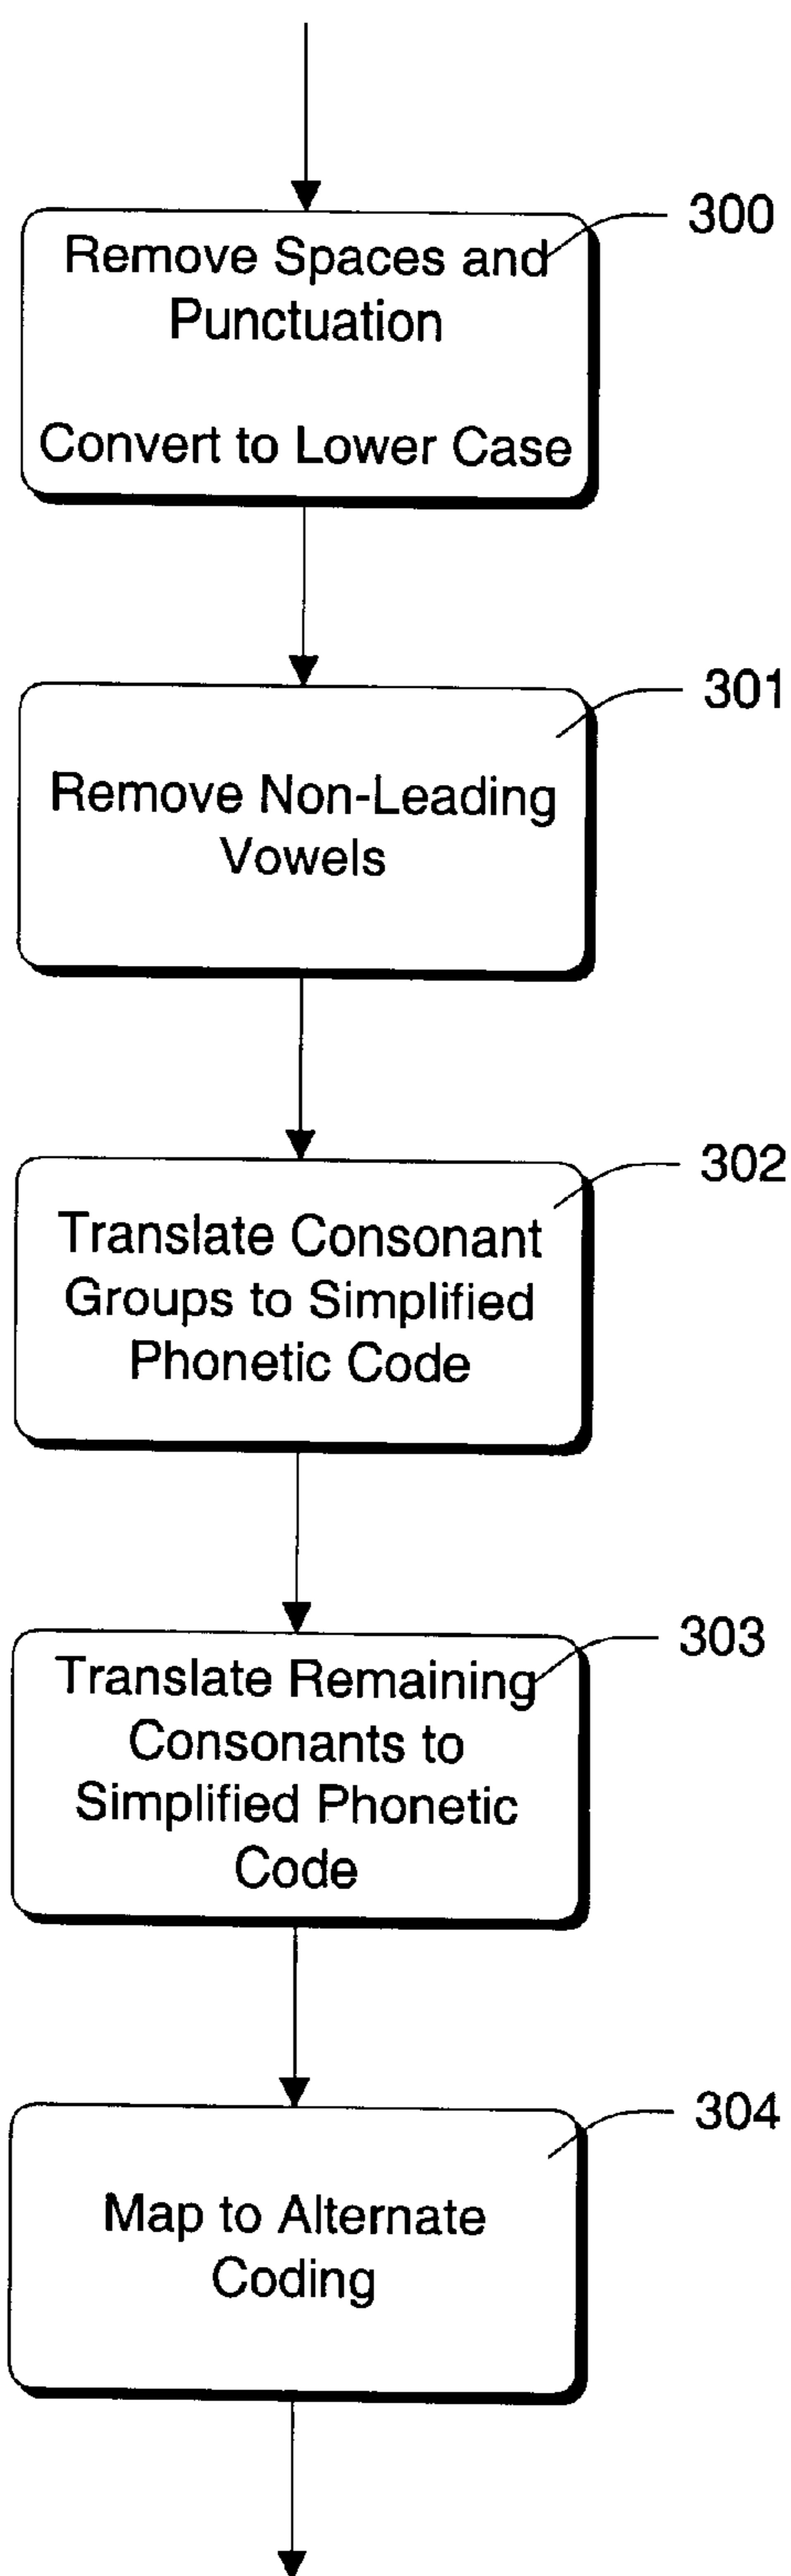 300
Remove Spaces and
Punctuation
Convert to Lower Case
301
Remove Non-Leading
Vowels
302
Translate Consonant
Groups to Simplified
Phonetic Code
303
Translate Remaining
Consonants to
Simplified Phonetic
Code
304
Map to Alternate
Coding